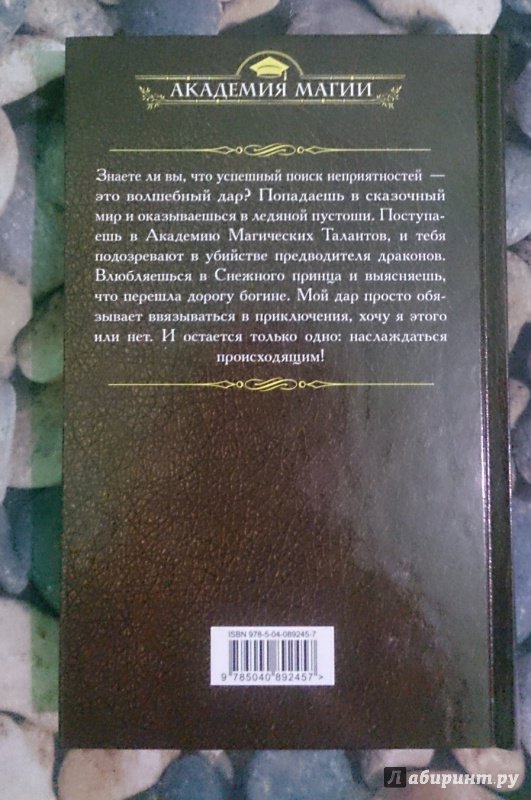 АКАДЕМИЯ МАГИИ
Знаете ли вы, что успешный поиск неприятностей —
это волшебный дар? Попадаешь в сказочный
мир и оказываешься в ледяной пустоши. Поступа-
ешь в Академию Магических Талантов, и тебя
подозревают в убийстве предводителя драконов.
Влюбляешься в Снежного принца и выясняешь,
что перешла дорогу богине. Мой дар просто обя-
зывает ввязываться в приключения, хочу я этого
или нет. И остается только одно: наслаждаться
происходящим!
ISBN 978-5-04-089245-7
9 785040 892457 >
Лабиринт.ру